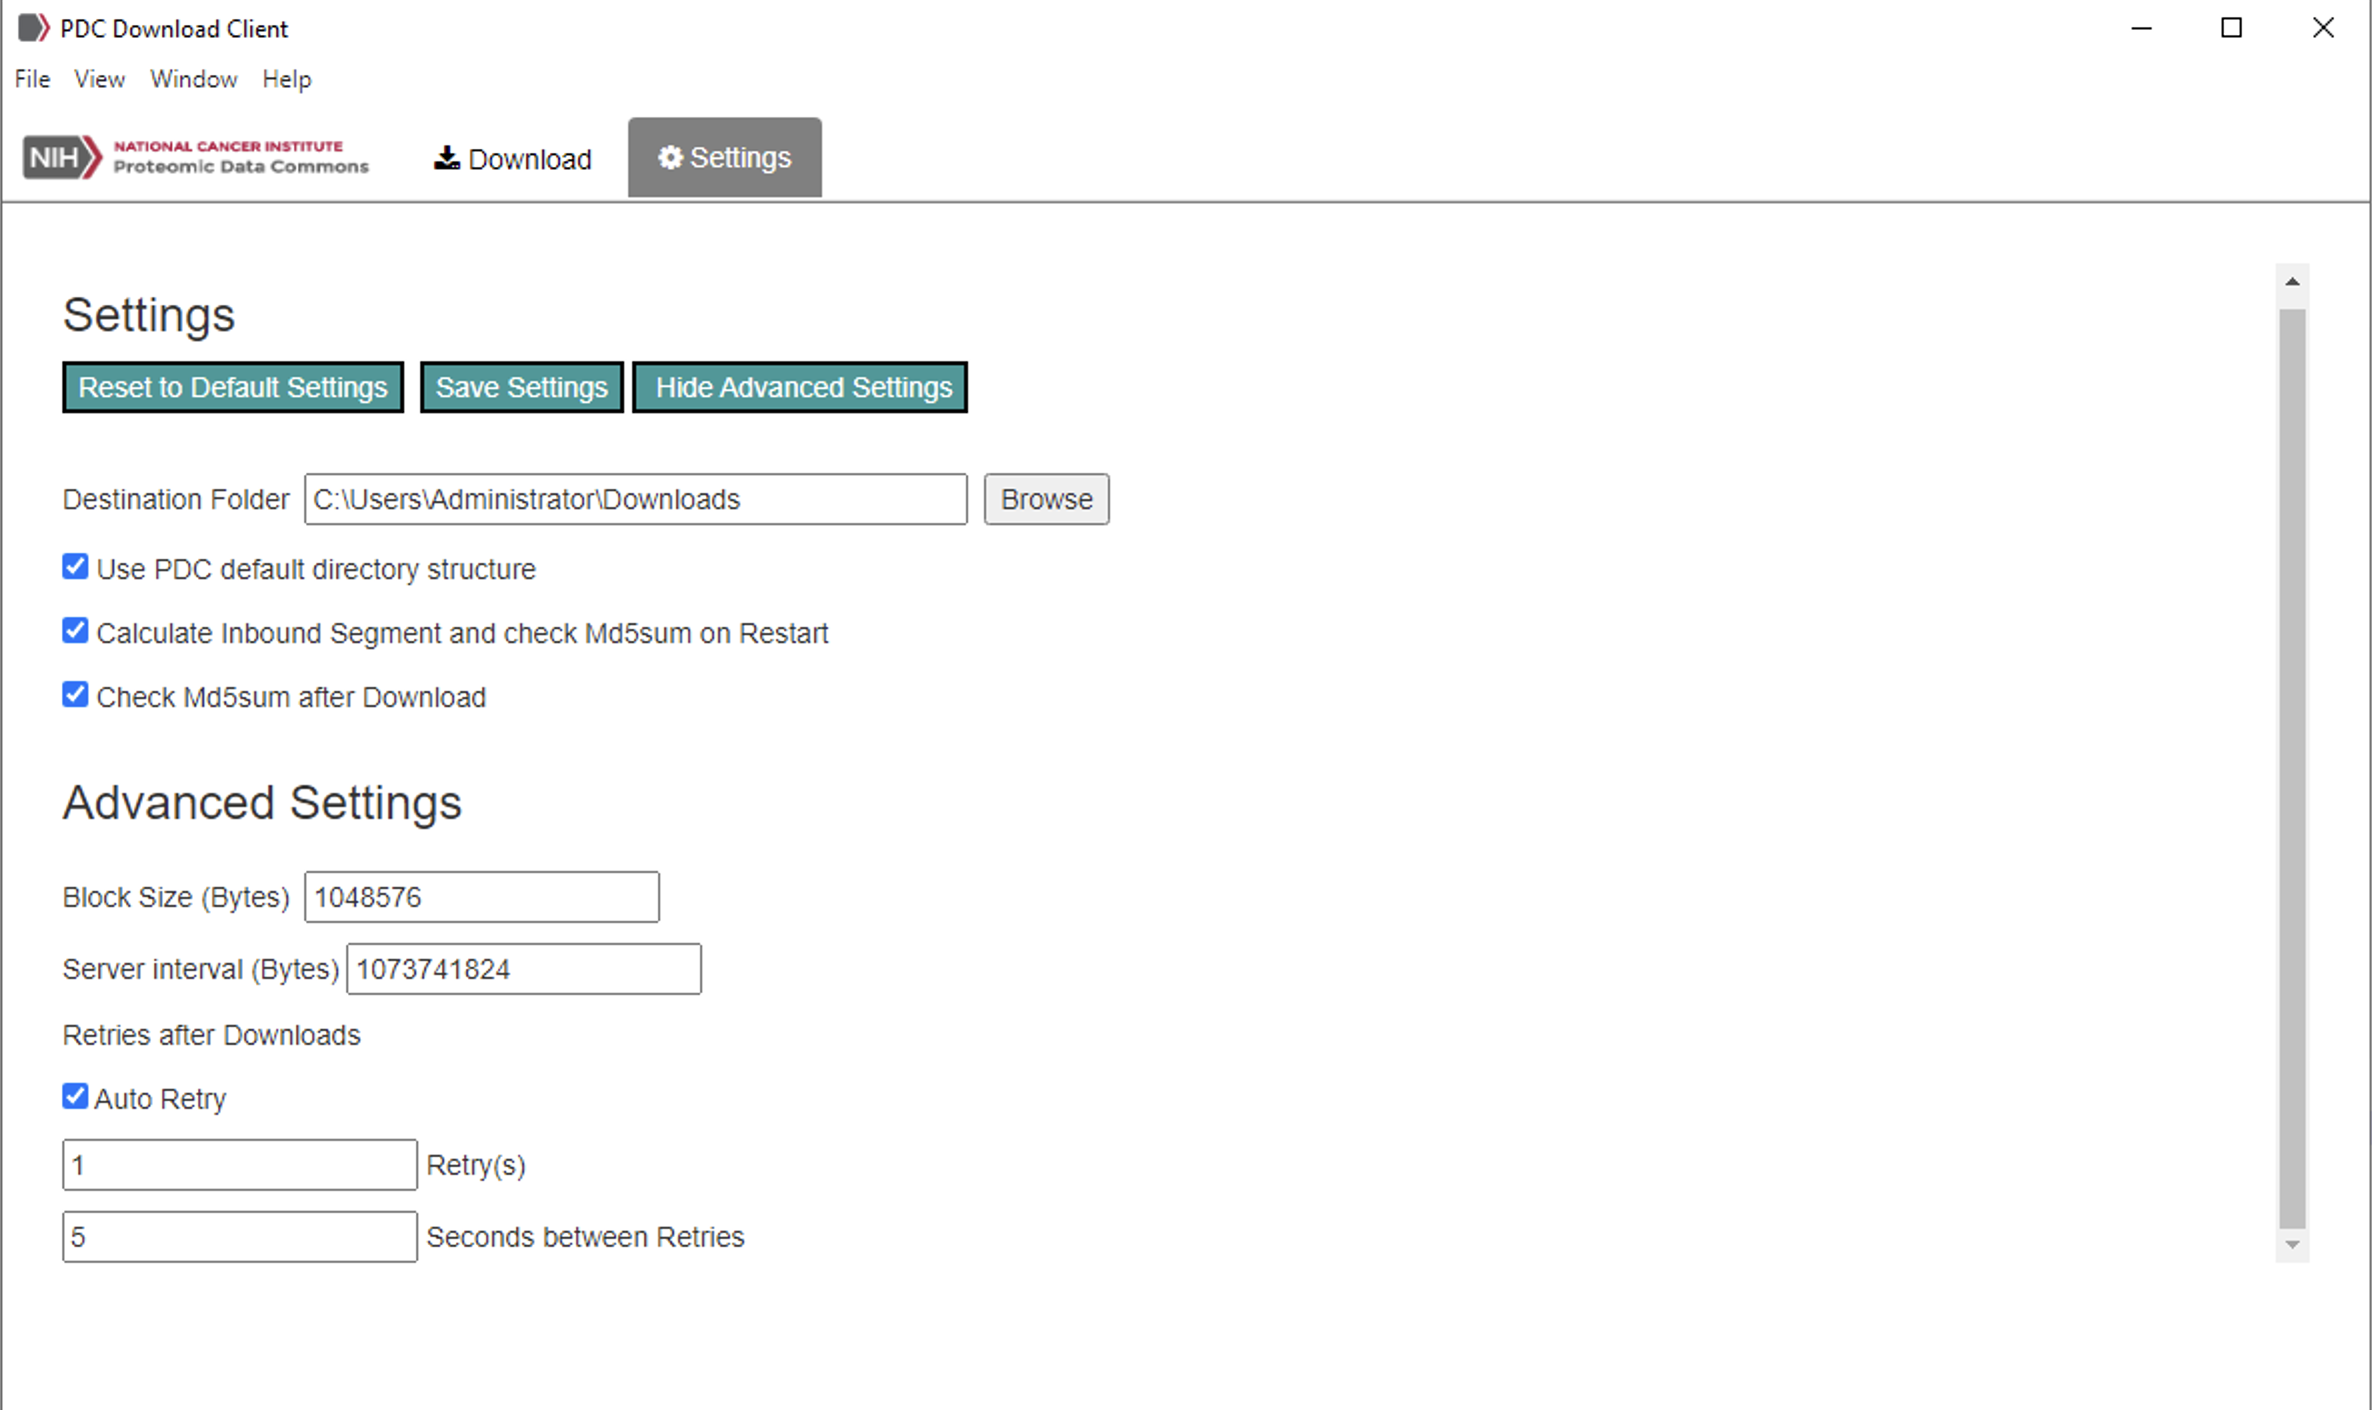 PDC Download Client
File View Window Help
NIH NATIONAL CANCER INSTITUTE
Proteomic Data Commons
Download Settings
Settings
Reset to Default Settings Save Settings Hide Advanced Settings
Destination Folder C:\Users\Administrator\Downloads Browse
Use PDC default directory structure
Calculate Inbound Segment and check Md5sum on Restart
Check Md5sum after Download
Advanced Settings
Block Size (Bytes) 1048576
Server interval (Bytes) 1073741824
Retries after Downloads
Auto Retry
1 Retry(s)
5 Seconds between Retries